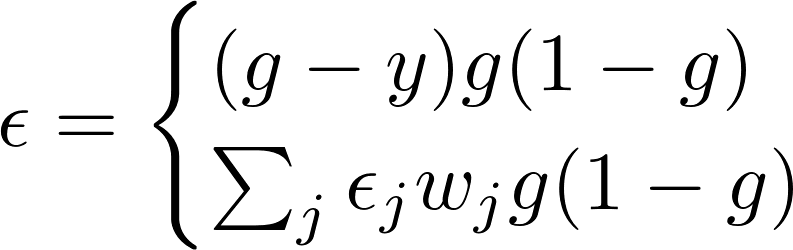 ϵ = { (g − y)g(1 − g)
∑_j ϵ_j w_j g(1 − g)